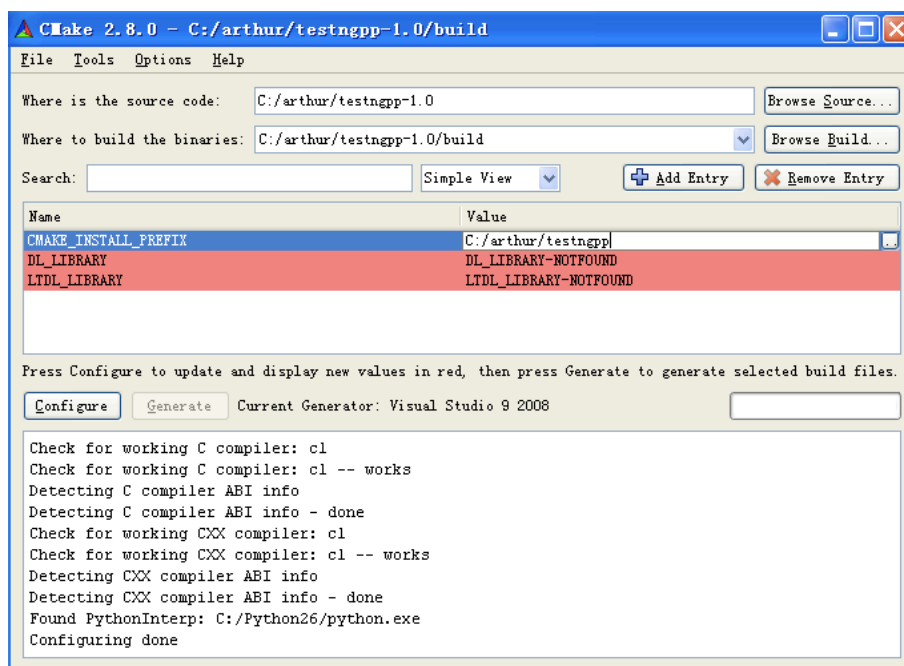 CMake 2.8.0 - C:/arthur/testngpp-1.0/build
File Tools Options Help
Where is the source code: C:/arthur/testngpp-1.0 Browse Source...
Where to build the binaries: C:/arthur/testngpp-1.0/build Browse Build...
Search: Simple View Add Entry Remove Entry
Name Value
CMAKE_INSTALL_PREFIX C:/arthur/testngpp ...
DL_LIBRARY DL_LIBRARY-NOTFOUND
LTDL_LIBRARY LTDL_LIBRARY-NOTFOUND
Press Configure to update and display new values in red, then press Generate to generate selected build files.
Configure Generate Current Generator: Visual Studio 9 2008
Check for working C compiler: cl
Check for working C compiler: cl -- works
Detecting C compiler ABI info
Detecting C compiler ABI info - done
Check for working CXX compiler: cl
Check for working CXX compiler: cl -- works
Detecting CXX compiler ABI info
Detecting CXX compiler ABI info - done
Found PythonInterp: C:/Python26/python.exe
Configuring done